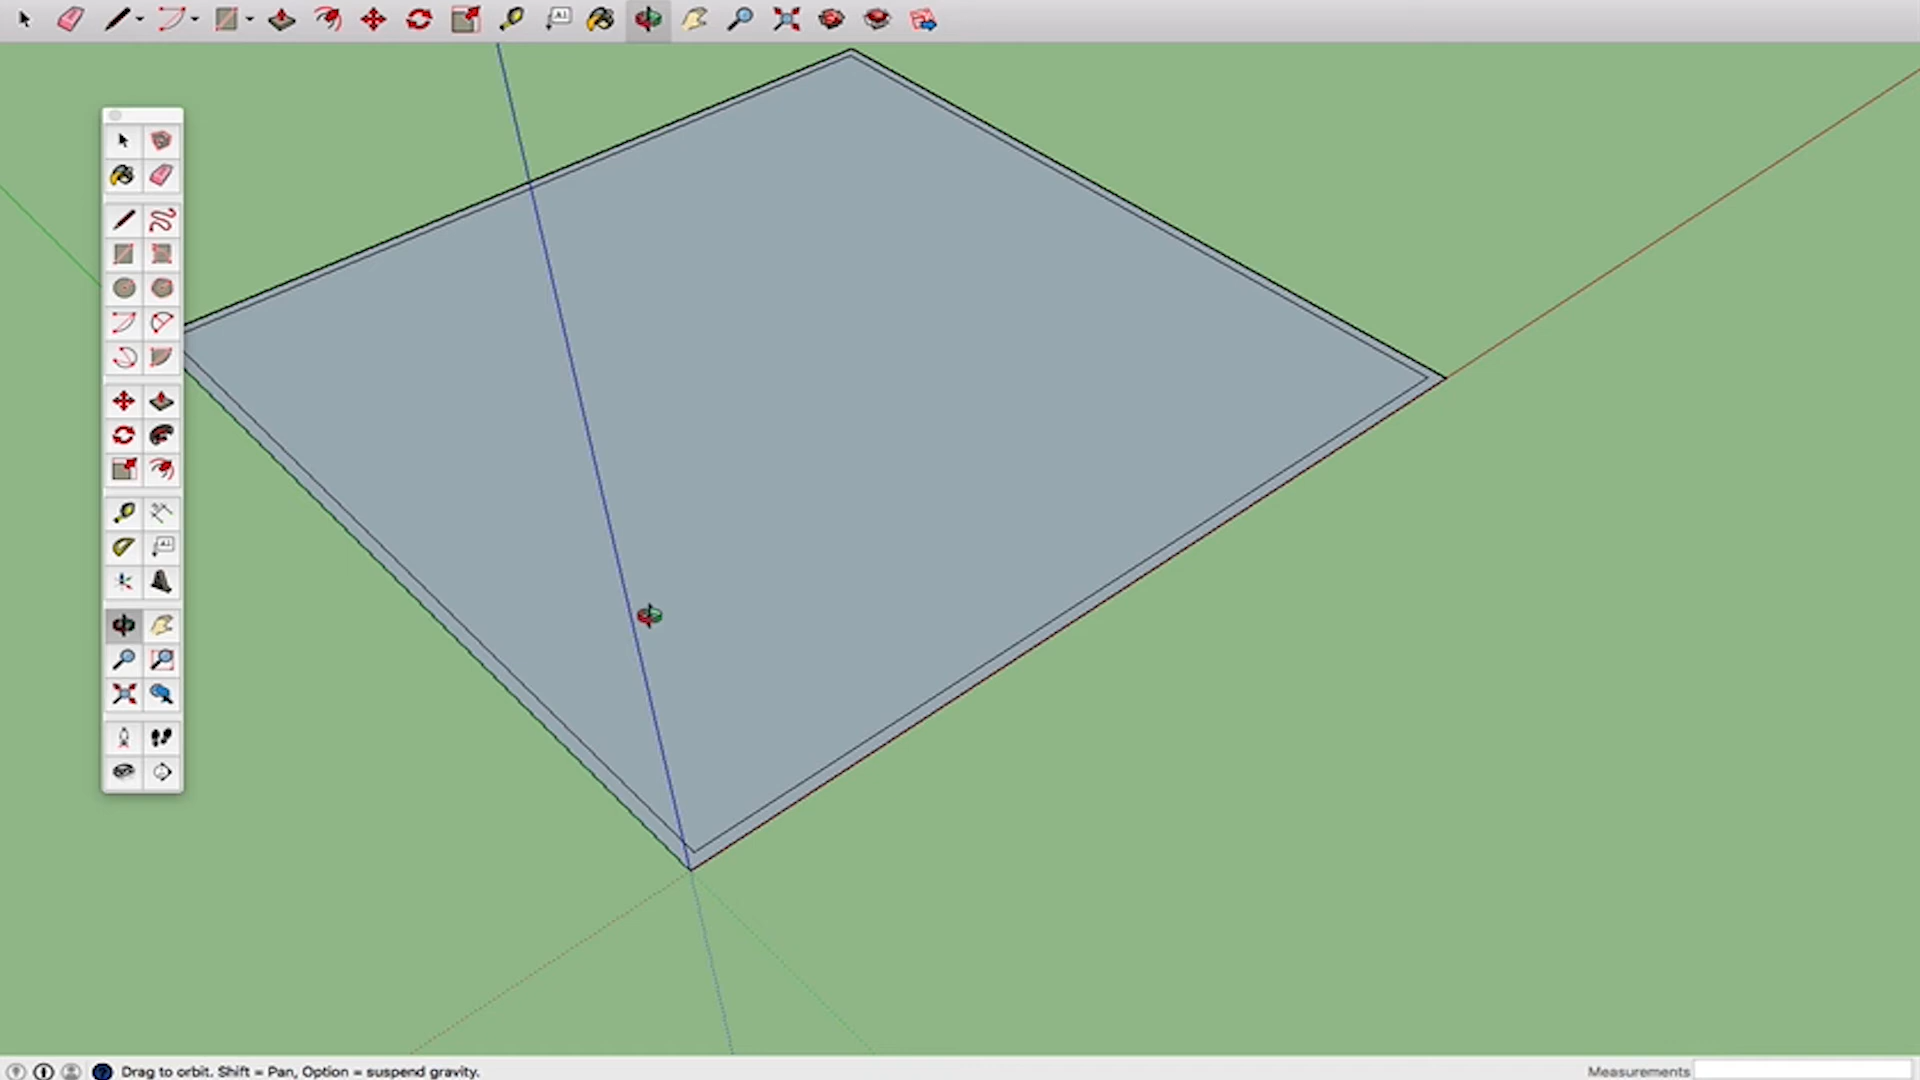 Drag to orbit. Shift = Pan, Option = suspend gravity.
Measurements